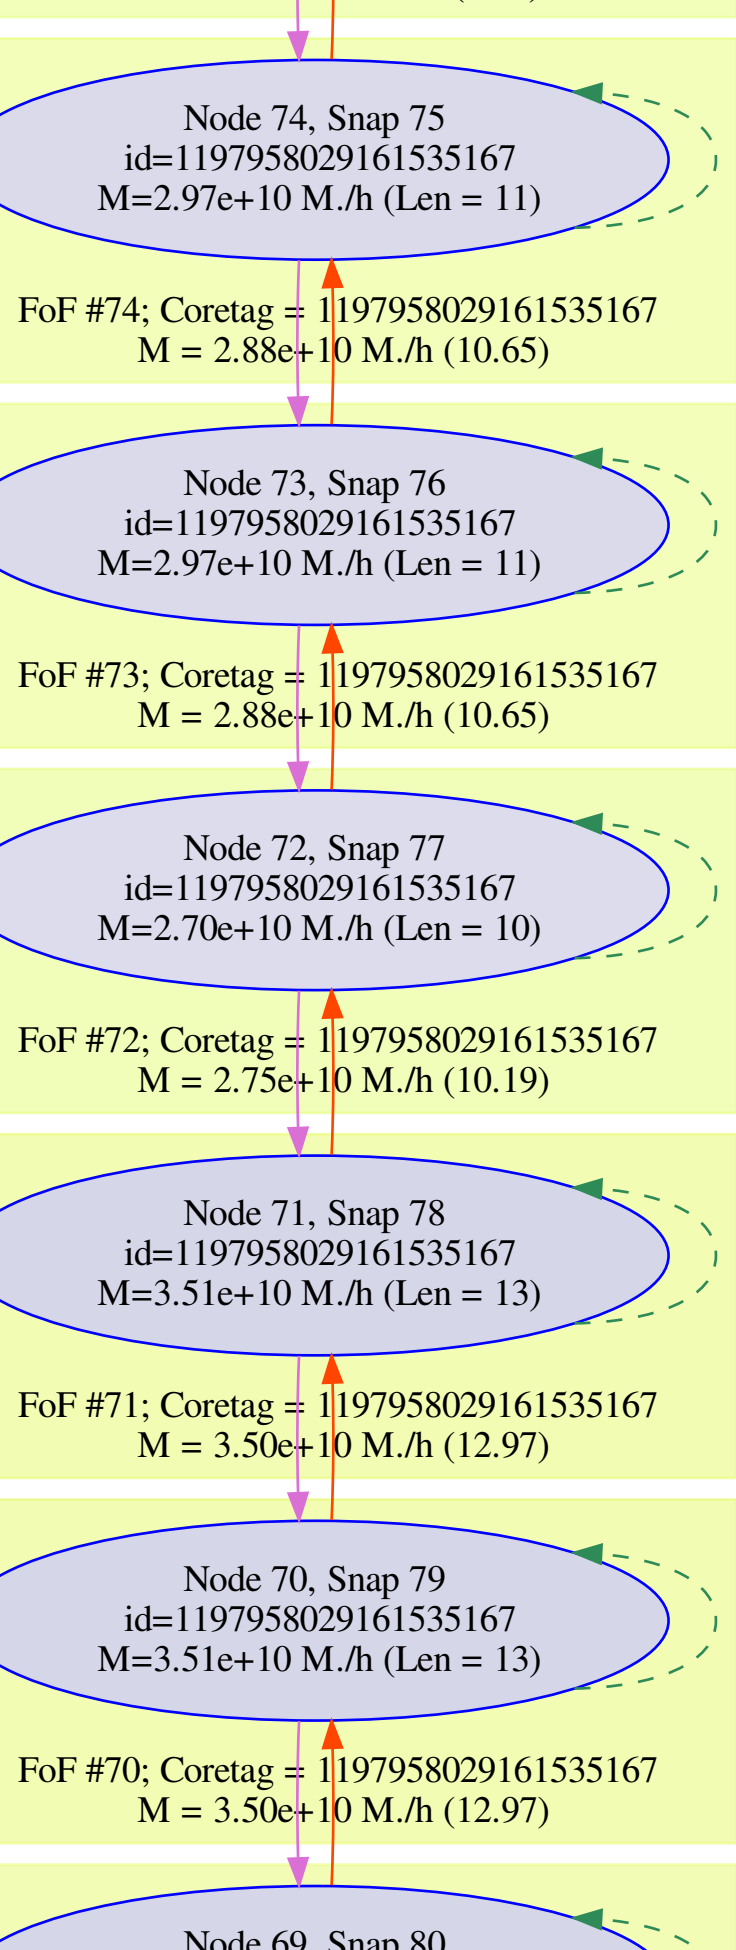 Node 74, Snap 75
id=1197958029161535167
M=2.97e+10 M./h (Len = 11)
FoF #74; Coretag = 1197958029161535167
M = 2.88e+10 M./h (10.65)
Node 73, Snap 76
id=1197958029161535167
M=2.97e+10 M./h (Len = 11)
FoF #73; Coretag = 1197958029161535167
M = 2.88e+10 M./h (10.65)
Node 72, Snap 77
id=1197958029161535167
M=2.70e+10 M./h (Len = 10)
FoF #72; Coretag = 1197958029161535167
M = 2.75e+10 M./h (10.19)
Node 71, Snap 78
id=1197958029161535167
M=3.51e+10 M./h (Len = 13)
FoF #71; Coretag = 1197958029161535167
M = 3.50e+10 M./h (12.97)
Node 70, Snap 79
id=1197958029161535167
M=3.51e+10 M./h (Len = 13)
FoF #70; Coretag = 1197958029161535167
M = 3.50e+10 M./h (12.97)
Node 69, Snap 80